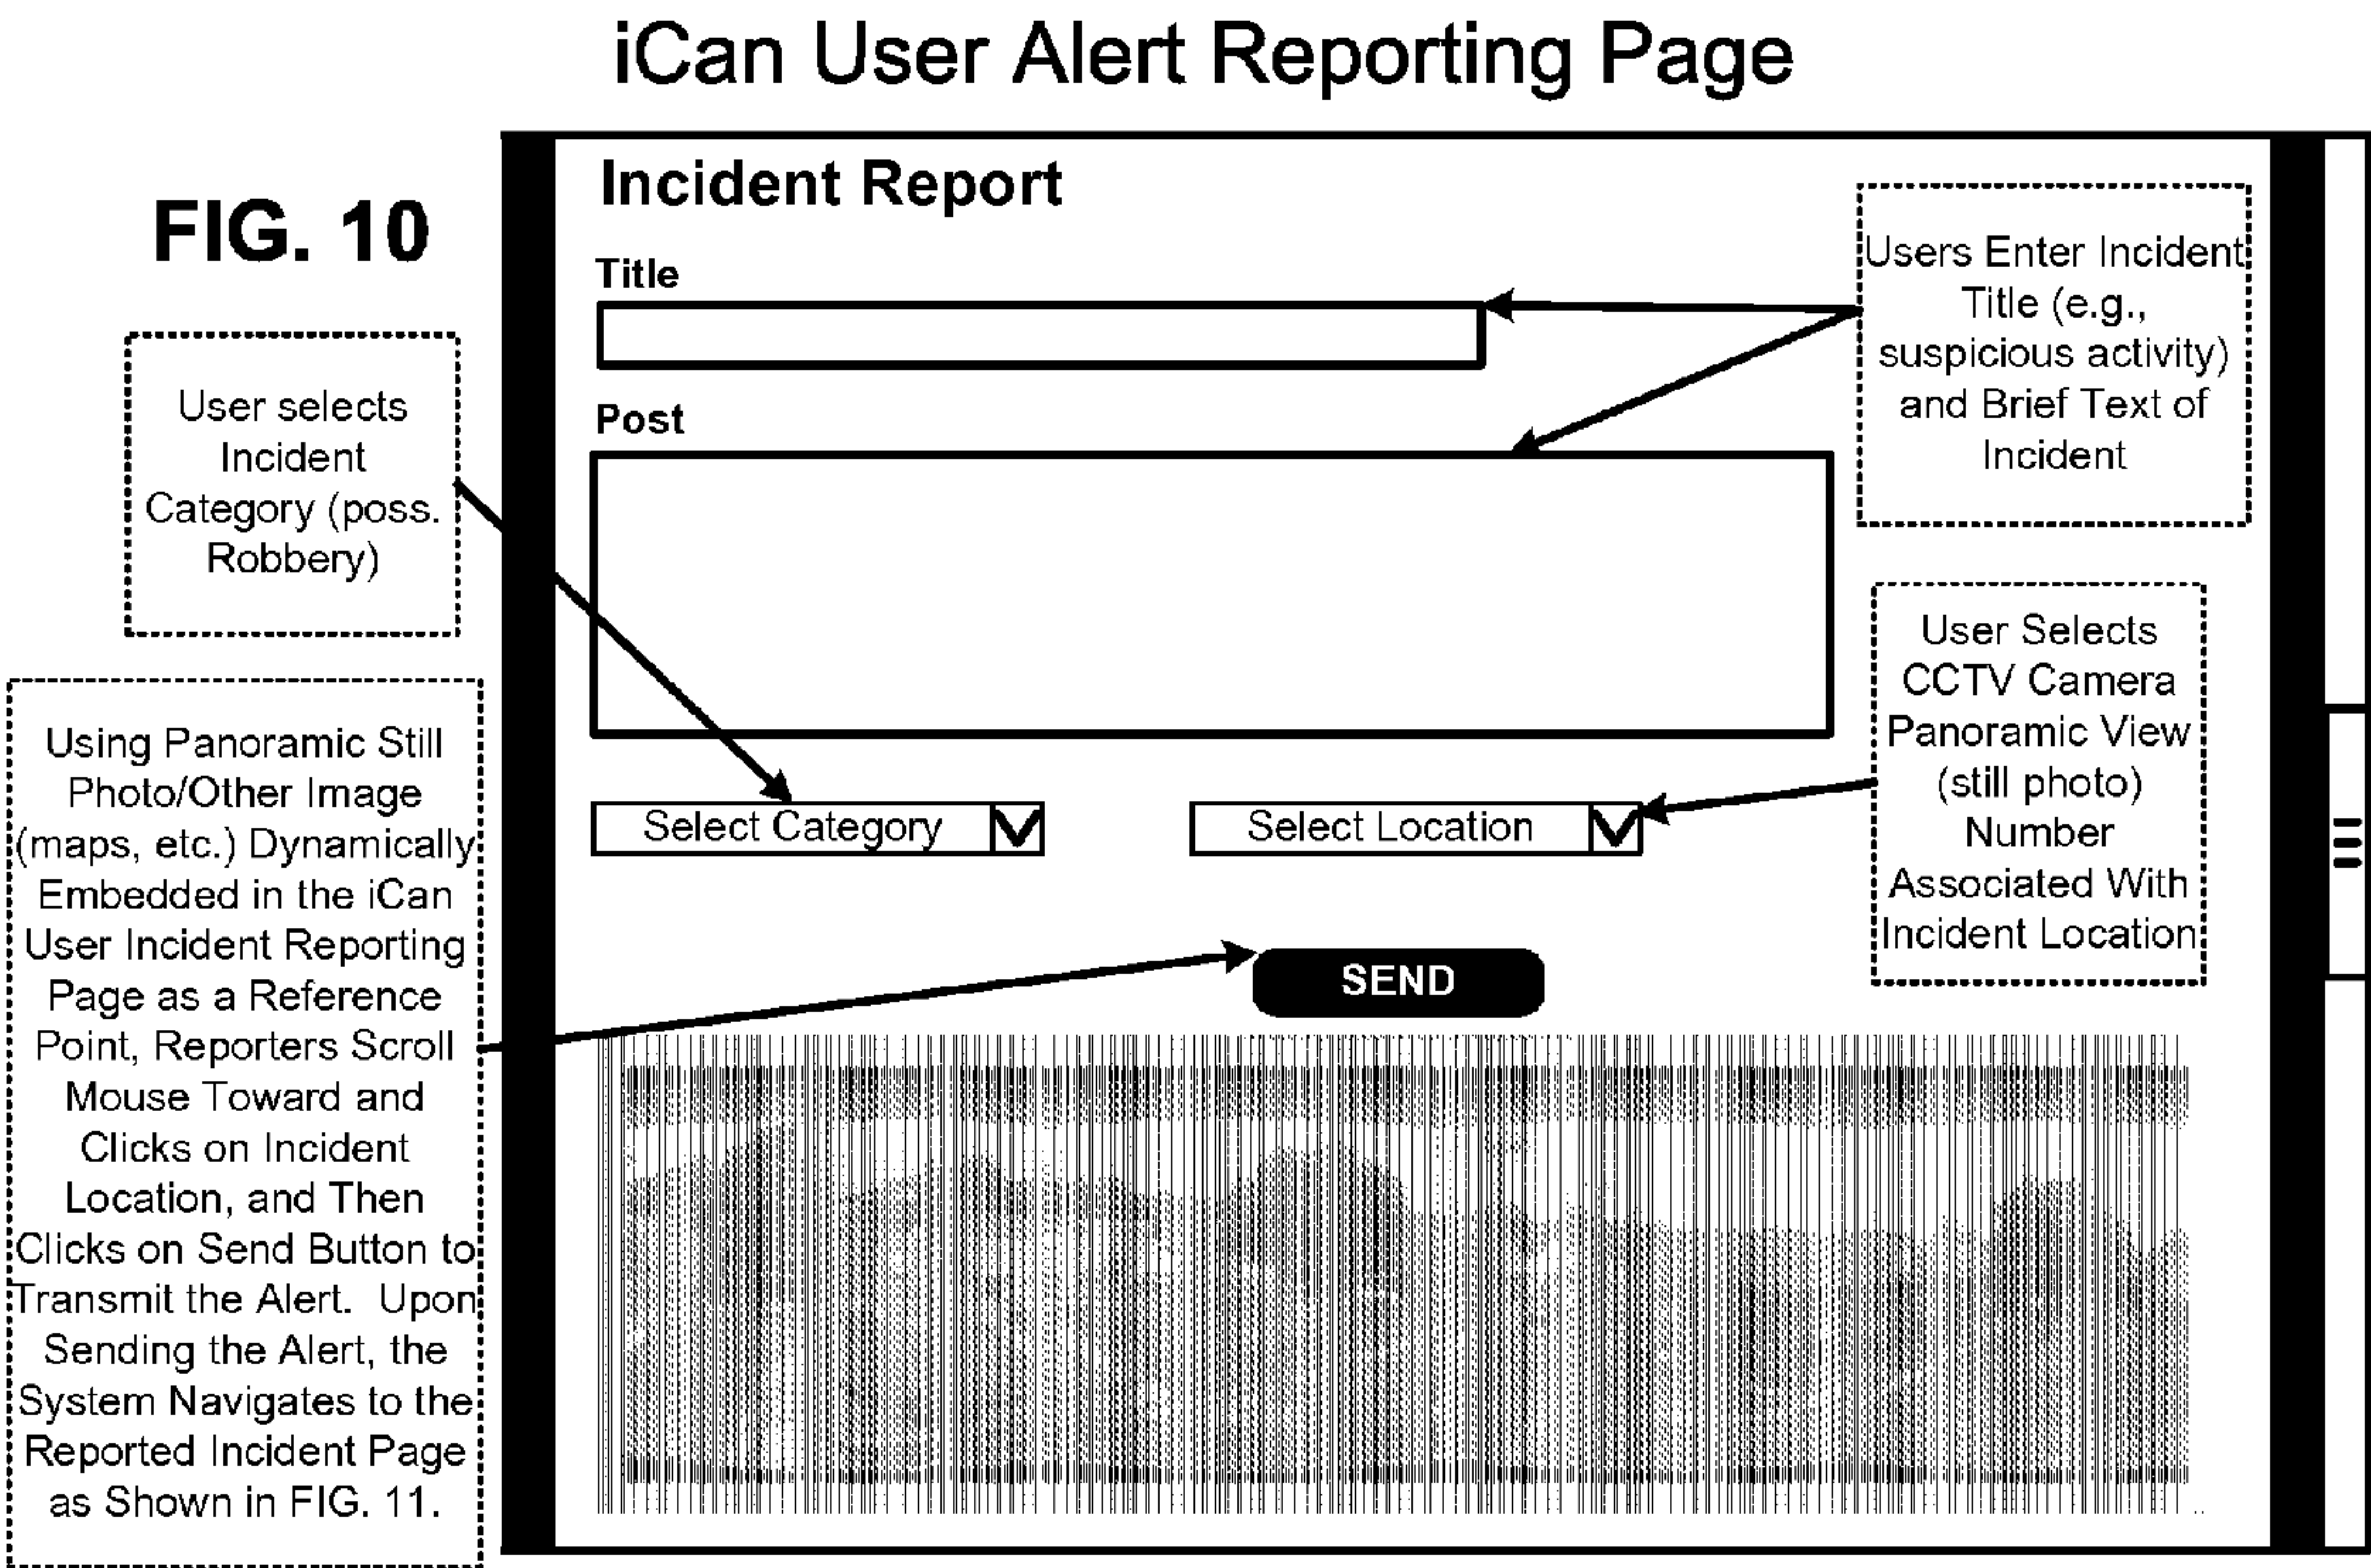 iCan User Alert Reporting Page
FIG. 10
Incident Report
Title
Post
Select Category
Select Location
SEND
Users Enter Incident
Title (e.g.,
suspicious activity)
and Brief Text of
Incident
User selects
Incident
Category (poss.
Robbery)
User Selects
CCTV Camera
Panoramic View
(still photo)
Number
Associated With
Incident Location
Using Panoramic Still
Photo/Other Image
(maps, etc.) Dynamically
Embedded in the iCan
User Incident Reporting
Page as a Reference
Point, Reporters Scroll
Mouse Toward and
Clicks on Incident
Location, and Then
Clicks on Send Button to
Transmit the Alert.  Upon
Sending the Alert, the
System Navigates to the
Reported Incident Page
as Shown in FIG. 11.